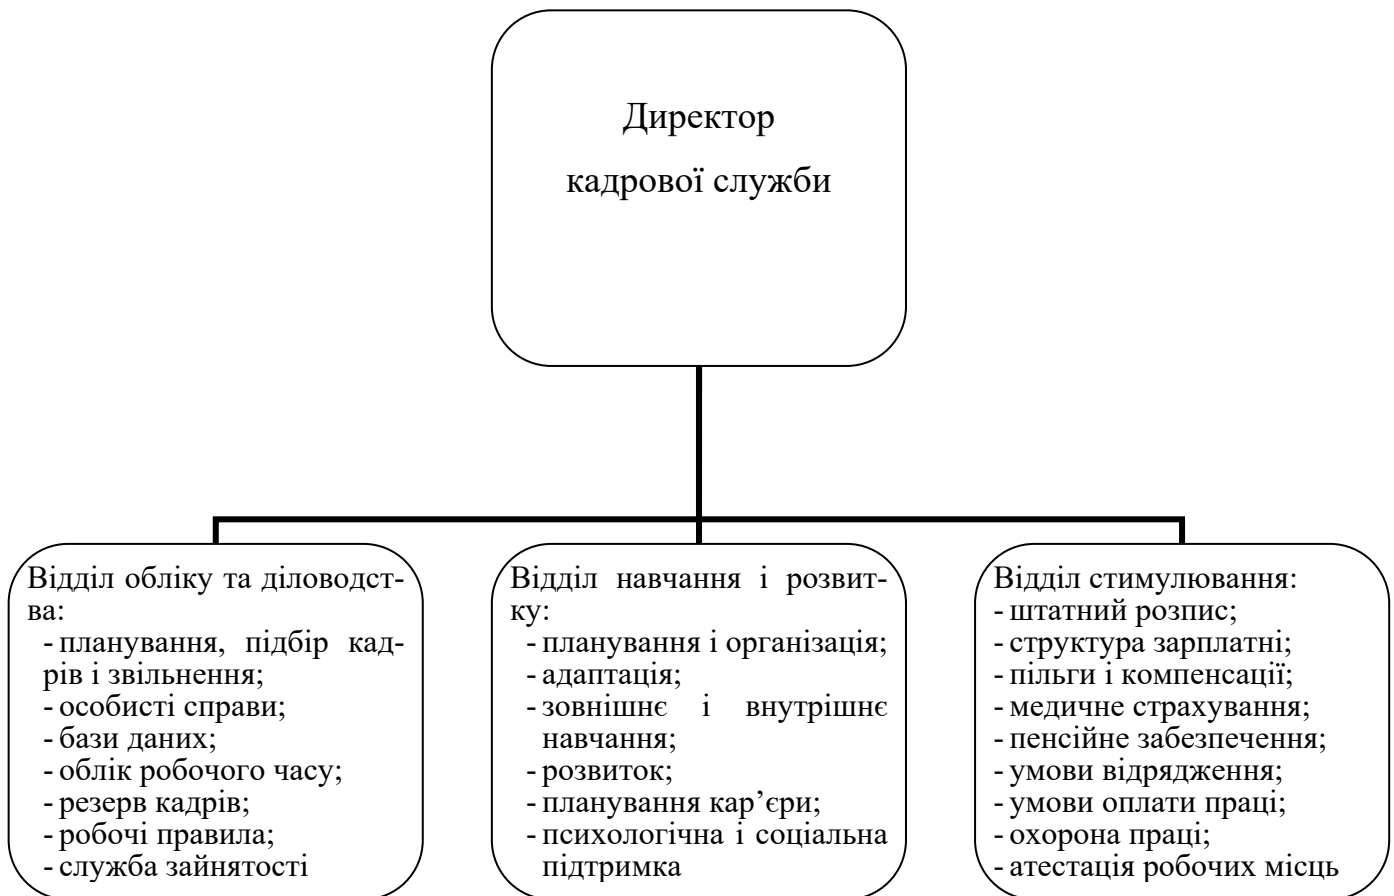 Директор
кадрової служби
Відділ обліку та діловодст-
ва:
- планування, підбір кад-
рів і звільнення;
- особисті справи;
- бази даних;
- облік робочого часу;
- резерв кадрів;
- робочі правила;
- служба зайнятості
Відділ навчання і розвит-
ку:
- планування і організація;
- адаптація;
- зовнішнє і внутрішнє
навчання;
- розвиток;
- планування кар’єри;
- психологічна і соціальна
підтримка
Відділ стимулювання:
- штатний розпис;
- структура зарплатні;
- пільги і компенсації;
- медичне страхування;
- пенсійне забезпечення;
- умови відрядження;
- умови оплати праці;
- охорона праці;
- атестація робочих місць